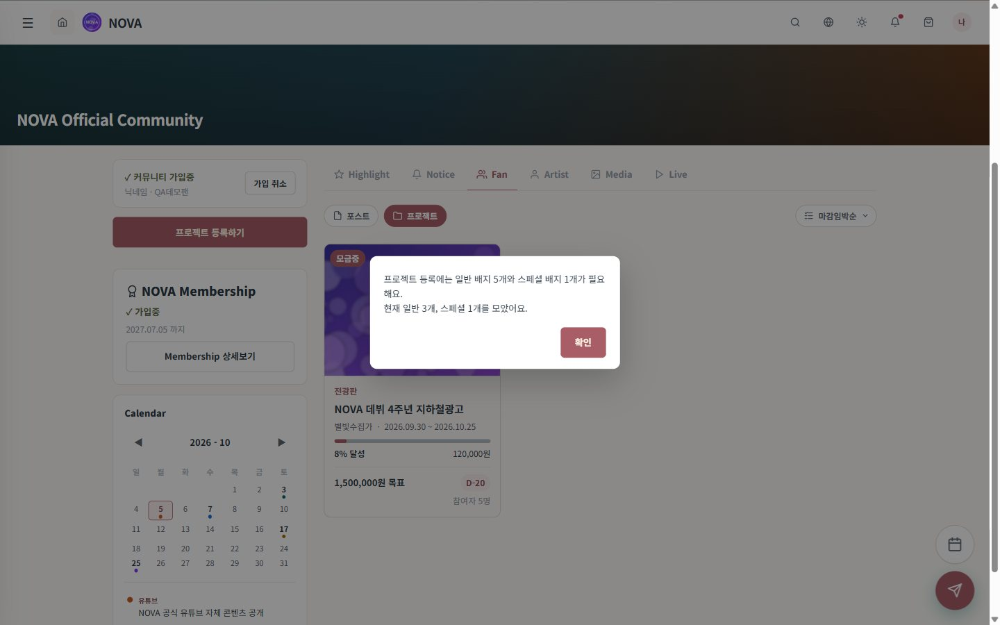 NOVA
NOVA
나
NOVA Official Community
✓ 커뮤니티 가입중
닉네임 · QA데모팬
가입 취소
프로젝트 등록하기
NOVA Membership
✓ 가입중
2027.07.05 까지
Membership 상세보기
Calendar
◀ 2026 - 10 ▶
일 월 화 수 목 금 토
1 2 3
4 5 6 7 8 9 10
11 12 13 14 15 16 17
18 19 20 21 22 23 24
25 26 27 28 29 30 31
유튜브
NOVA 공식 유튜브 자체 콘텐츠 공개
Highlight Notice Fan Artist Media Live
포스트 프로젝트 마감임박순
모금중
프로젝트 등록에는 일반 배지 5개와 스페셜 배지 1개가 필요
해요.
현재 일반 3개, 스페셜 1개를 모았어요.
확인
전광판
NOVA 데뷔 4주년 지하철광고
별빛수집가 · 2026.09.30 ~ 2026.10.25
8% 달성 120,000원
1,500,000원 목표 D-20
참여자 5명